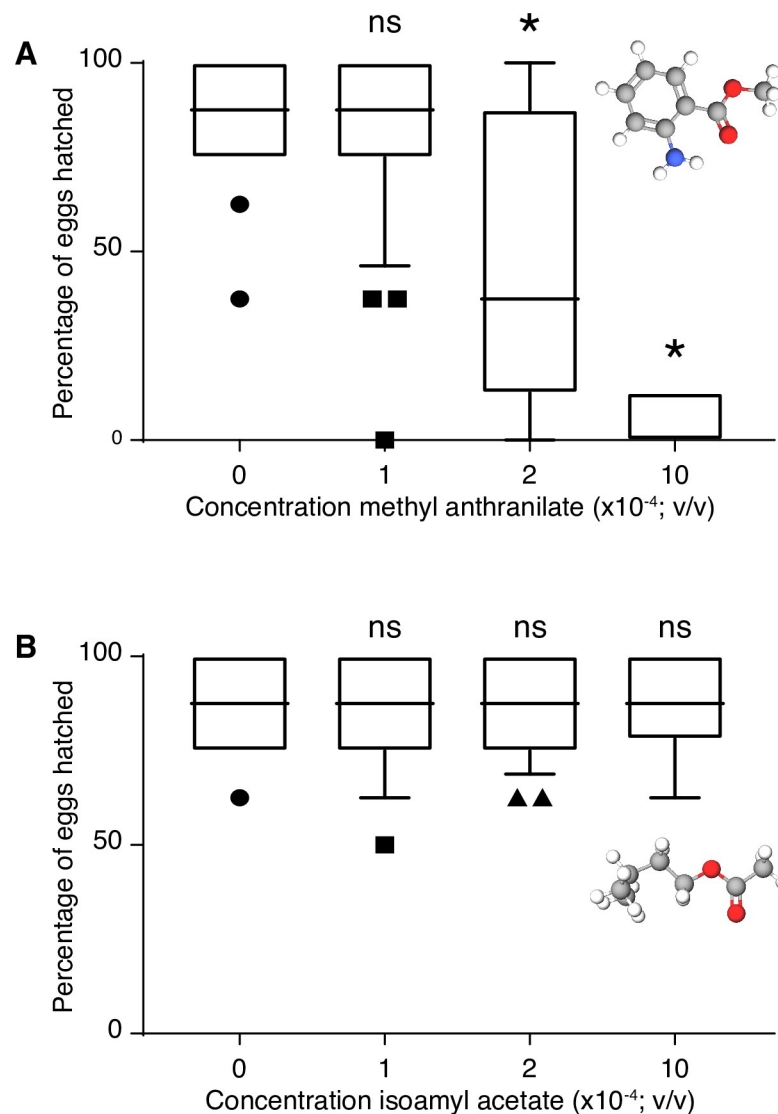 A
ns
*
100
50
0
*
Percentage of eggs hatched
0 1 2 10
Concentration methyl anthranilate (x10-4; v/v)
B
ns ns ns
100
50
0
Percentage of eggs hatched
0 1 2 10
Concentration isoamyl acetate (x10-4; v/v)